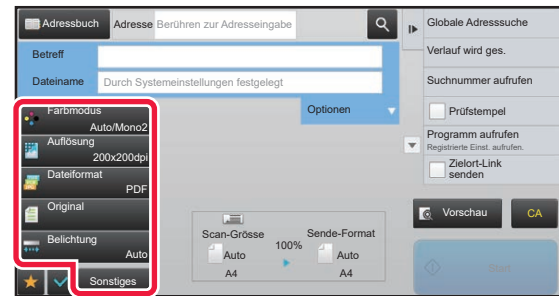 Adressbuch
Adresse
Berühren zur Adresseingabe
Betreff
Dateiname
Durch Systemeinstellungen festgelegt
Optionen
Farbmodus
Auto/Mono2
Auflösung
200x200dpi
Dateiformat
PDF
Original
Belichtung
Auto
Sonstiges
Scan-Grösse
Auto
A4
100%
Sende-Format
Auto
A4
Globale Adresssuche
Verlauf wird ges.
Suchnummer aufrufen
Prüfstempel
Programm aufrufen
Registrierte Einst. aufrufen.
Zielort-Link
senden
Vorschau
CA
Start